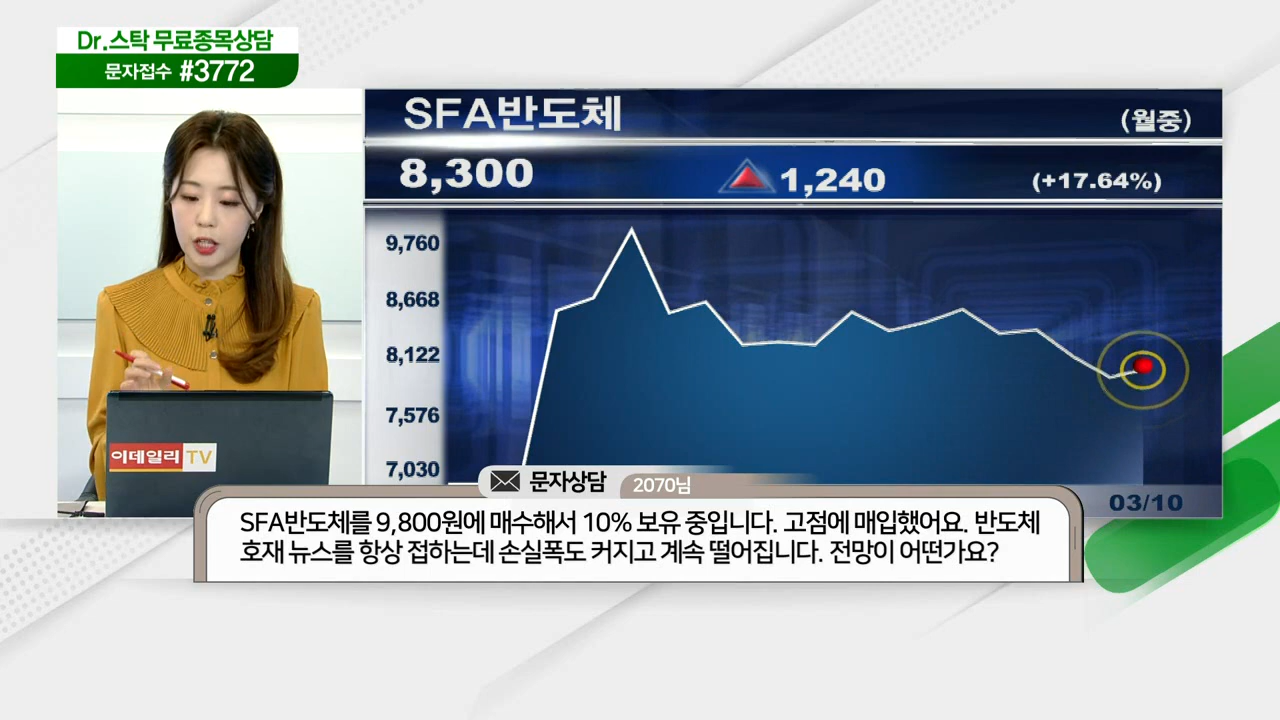 Dr.스탁 무료종목상담
문자접수 #3772
SFA반도체
(월중)
8,300 1,240 (+17.64%)
9,760
8,668
8,122
7,576
7,030
03/10
이데일리 TV
문자상담 2070님
SFA반도체를 9,800원에 매수해서 10% 보유 중입니다. 고점에 매입했어요. 반도체
호재 뉴스를 항상 접하는데 손실폭도 커지고 계속 떨어집니다. 전망이 어떤가요?